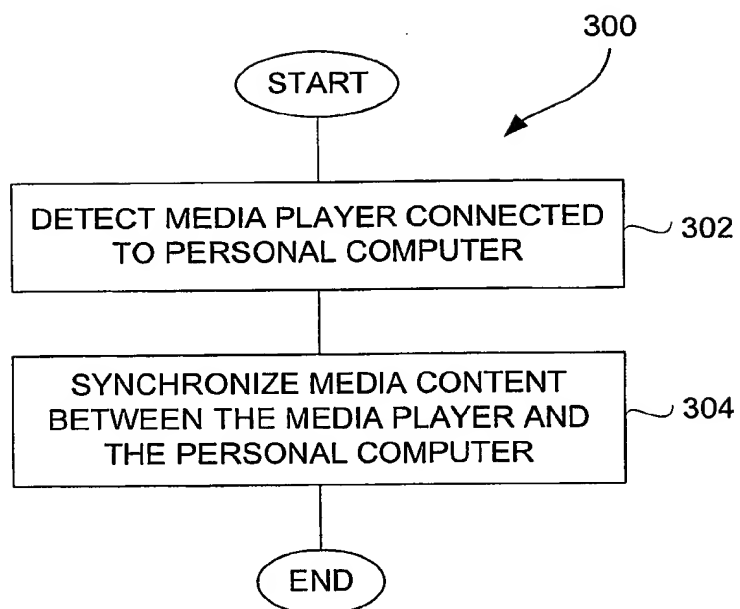 300
START
DETECT MEDIA PLAYER CONNECTED
TO PERSONAL COMPUTER
302
SYNCHRONIZE MEDIA CONTENT
BETWEEN THE MEDIA PLAYER AND
THE PERSONAL COMPUTER
304
END